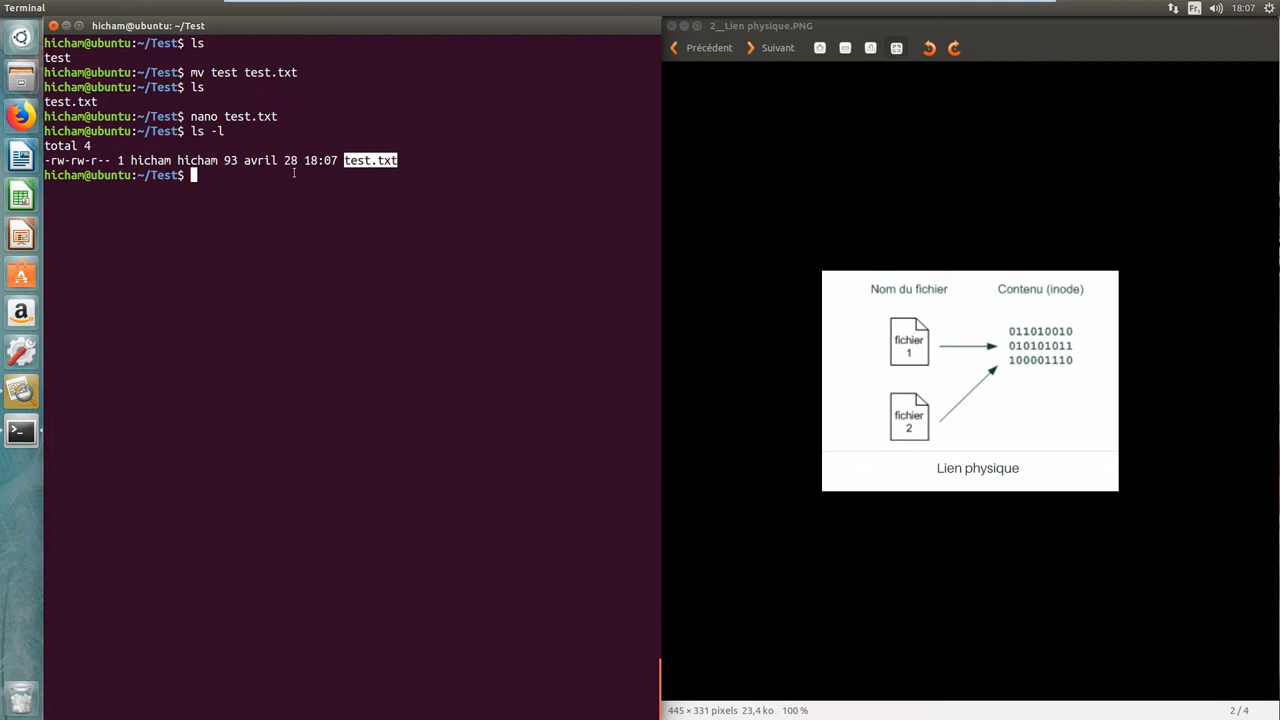 Terminal
Fr
18:07
hicham@ubuntu: ~/Test
hicham@ubuntu:~/Test$ ls
test
hicham@ubuntu:~/Test$ mv test test.txt
hicham@ubuntu:~/Test$ ls
test.txt
hicham@ubuntu:~/Test$ nano test.txt
hicham@ubuntu:~/Test$ ls -l
total 4
-rw-rw-r-- 1 hicham hicham 93 avril 28 18:07 test.txt
hicham@ubuntu:~/Test$
2__Lien physique.PNG
Précédent
Suivant
Nom du fichier
Contenu (inode)
fichier
1
011010010
010101011
100001110
fichier
2
Lien physique
445 × 331 pixels 23,4 ko 100 %
2 / 4